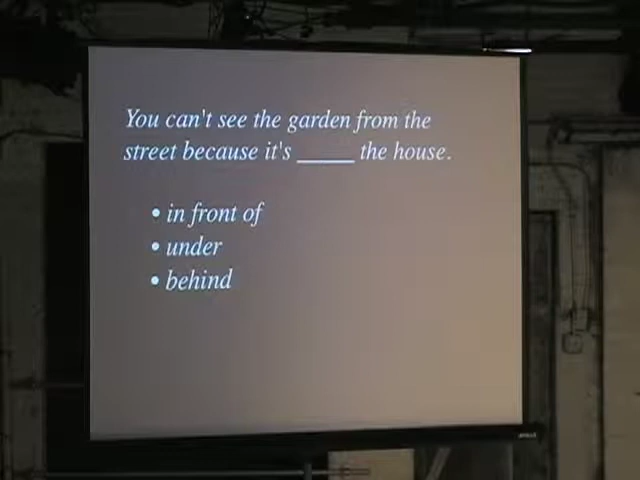 You can't see the garden from the
street because it's _____ the house.
• in front of
• under
• behind